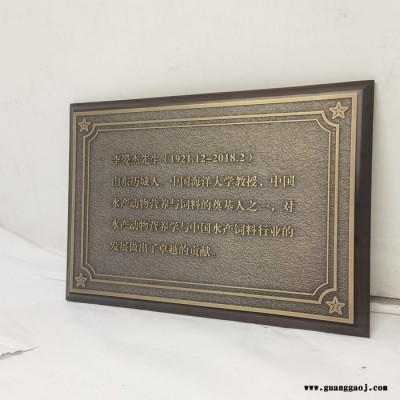 李爱杰先生（1921.12-2018.2）
山东历城人。中国海洋大学教授，中国
水产动物营养与饲料的奠基人之一，对
水产动物营养学与中国水产饲料行业的
发展做出了卓越的贡献。
www.guanggaoj.com